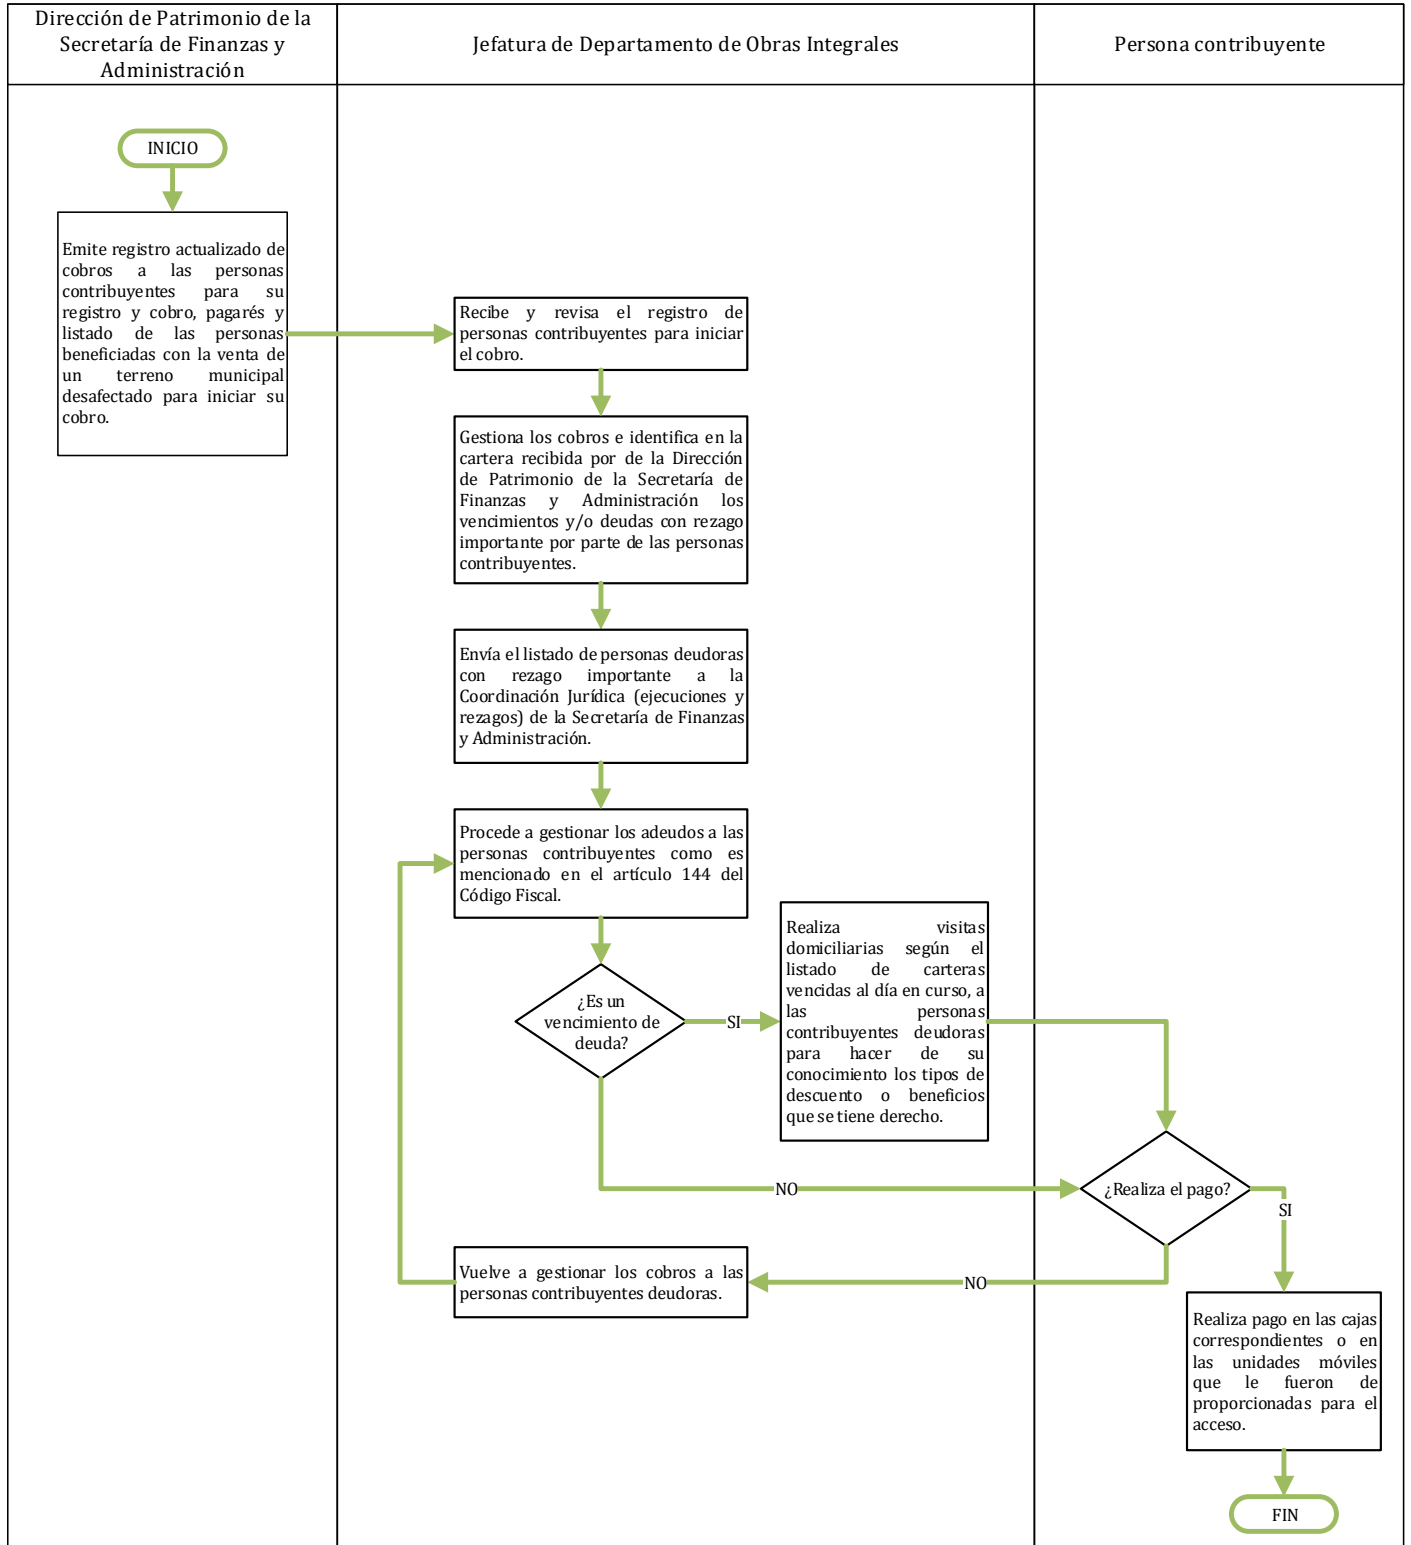 Dirección de Patrimonio de la
Secretaría de Finanzas y
Administración
Jefatura de Departamento de Obras Integrales
Persona contribuyente
INICIO
Emite registro actualizado de
cobros a las personas
contribuyentes para su
registro y cobro, pagarés y
listado de las personas
beneficiadas con la venta de
un terreno municipal
desafectado para iniciar su
cobro.
Recibe y revisa el registro de
personas contribuyentes para iniciar
el cobro.
Gestiona los cobros e identifica en la
cartera recibida por de la Dirección
de Patrimonio de la Secretaría de
Finanzas y Administración los
vencimientos y/o deudas con rezago
importante por parte de las personas
contribuyentes.
Envía el listado de personas deudoras
con rezago importante a la
Coordinación Jurídica (ejecuciones y
rezagos) de la Secretaría de Finanzas
y Administración.
Procede a gestionar los adeudos a las
personas contribuyentes como es
mencionado en el artículo 144 del
Código Fiscal.
¿Es un
vencimiento de
deuda?
SI
Realiza visitas
domiciliarias según el
listado de carteras
vencidas al día en curso, a
las personas
contribuyentes deudoras
para hacer de su
conocimiento los tipos de
descuento o beneficios
que se tiene derecho.
NO
¿Realiza el pago?
SI
NO
Vuelve a gestionar los cobros a las
personas contribuyentes deudoras.
Realiza pago en las cajas
correspondientes o en
las unidades móviles
que le fueron de
proporcionadas para el
acceso.
FIN